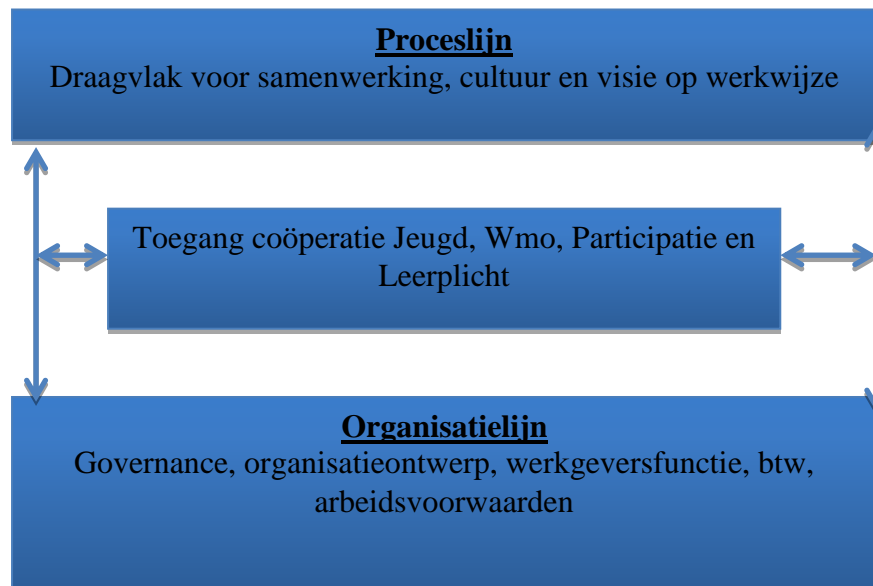 Proceslijn
Draagvlak voor samenwerking, cultuur en visie op werkwijze
Toegang coöperatie Jeugd, Wmo, Participatie en
Leerplicht
Organisatielijn
Governance, organisatieontwerp, werkgeversfunctie, btw,
arbeidsvoorwaarden